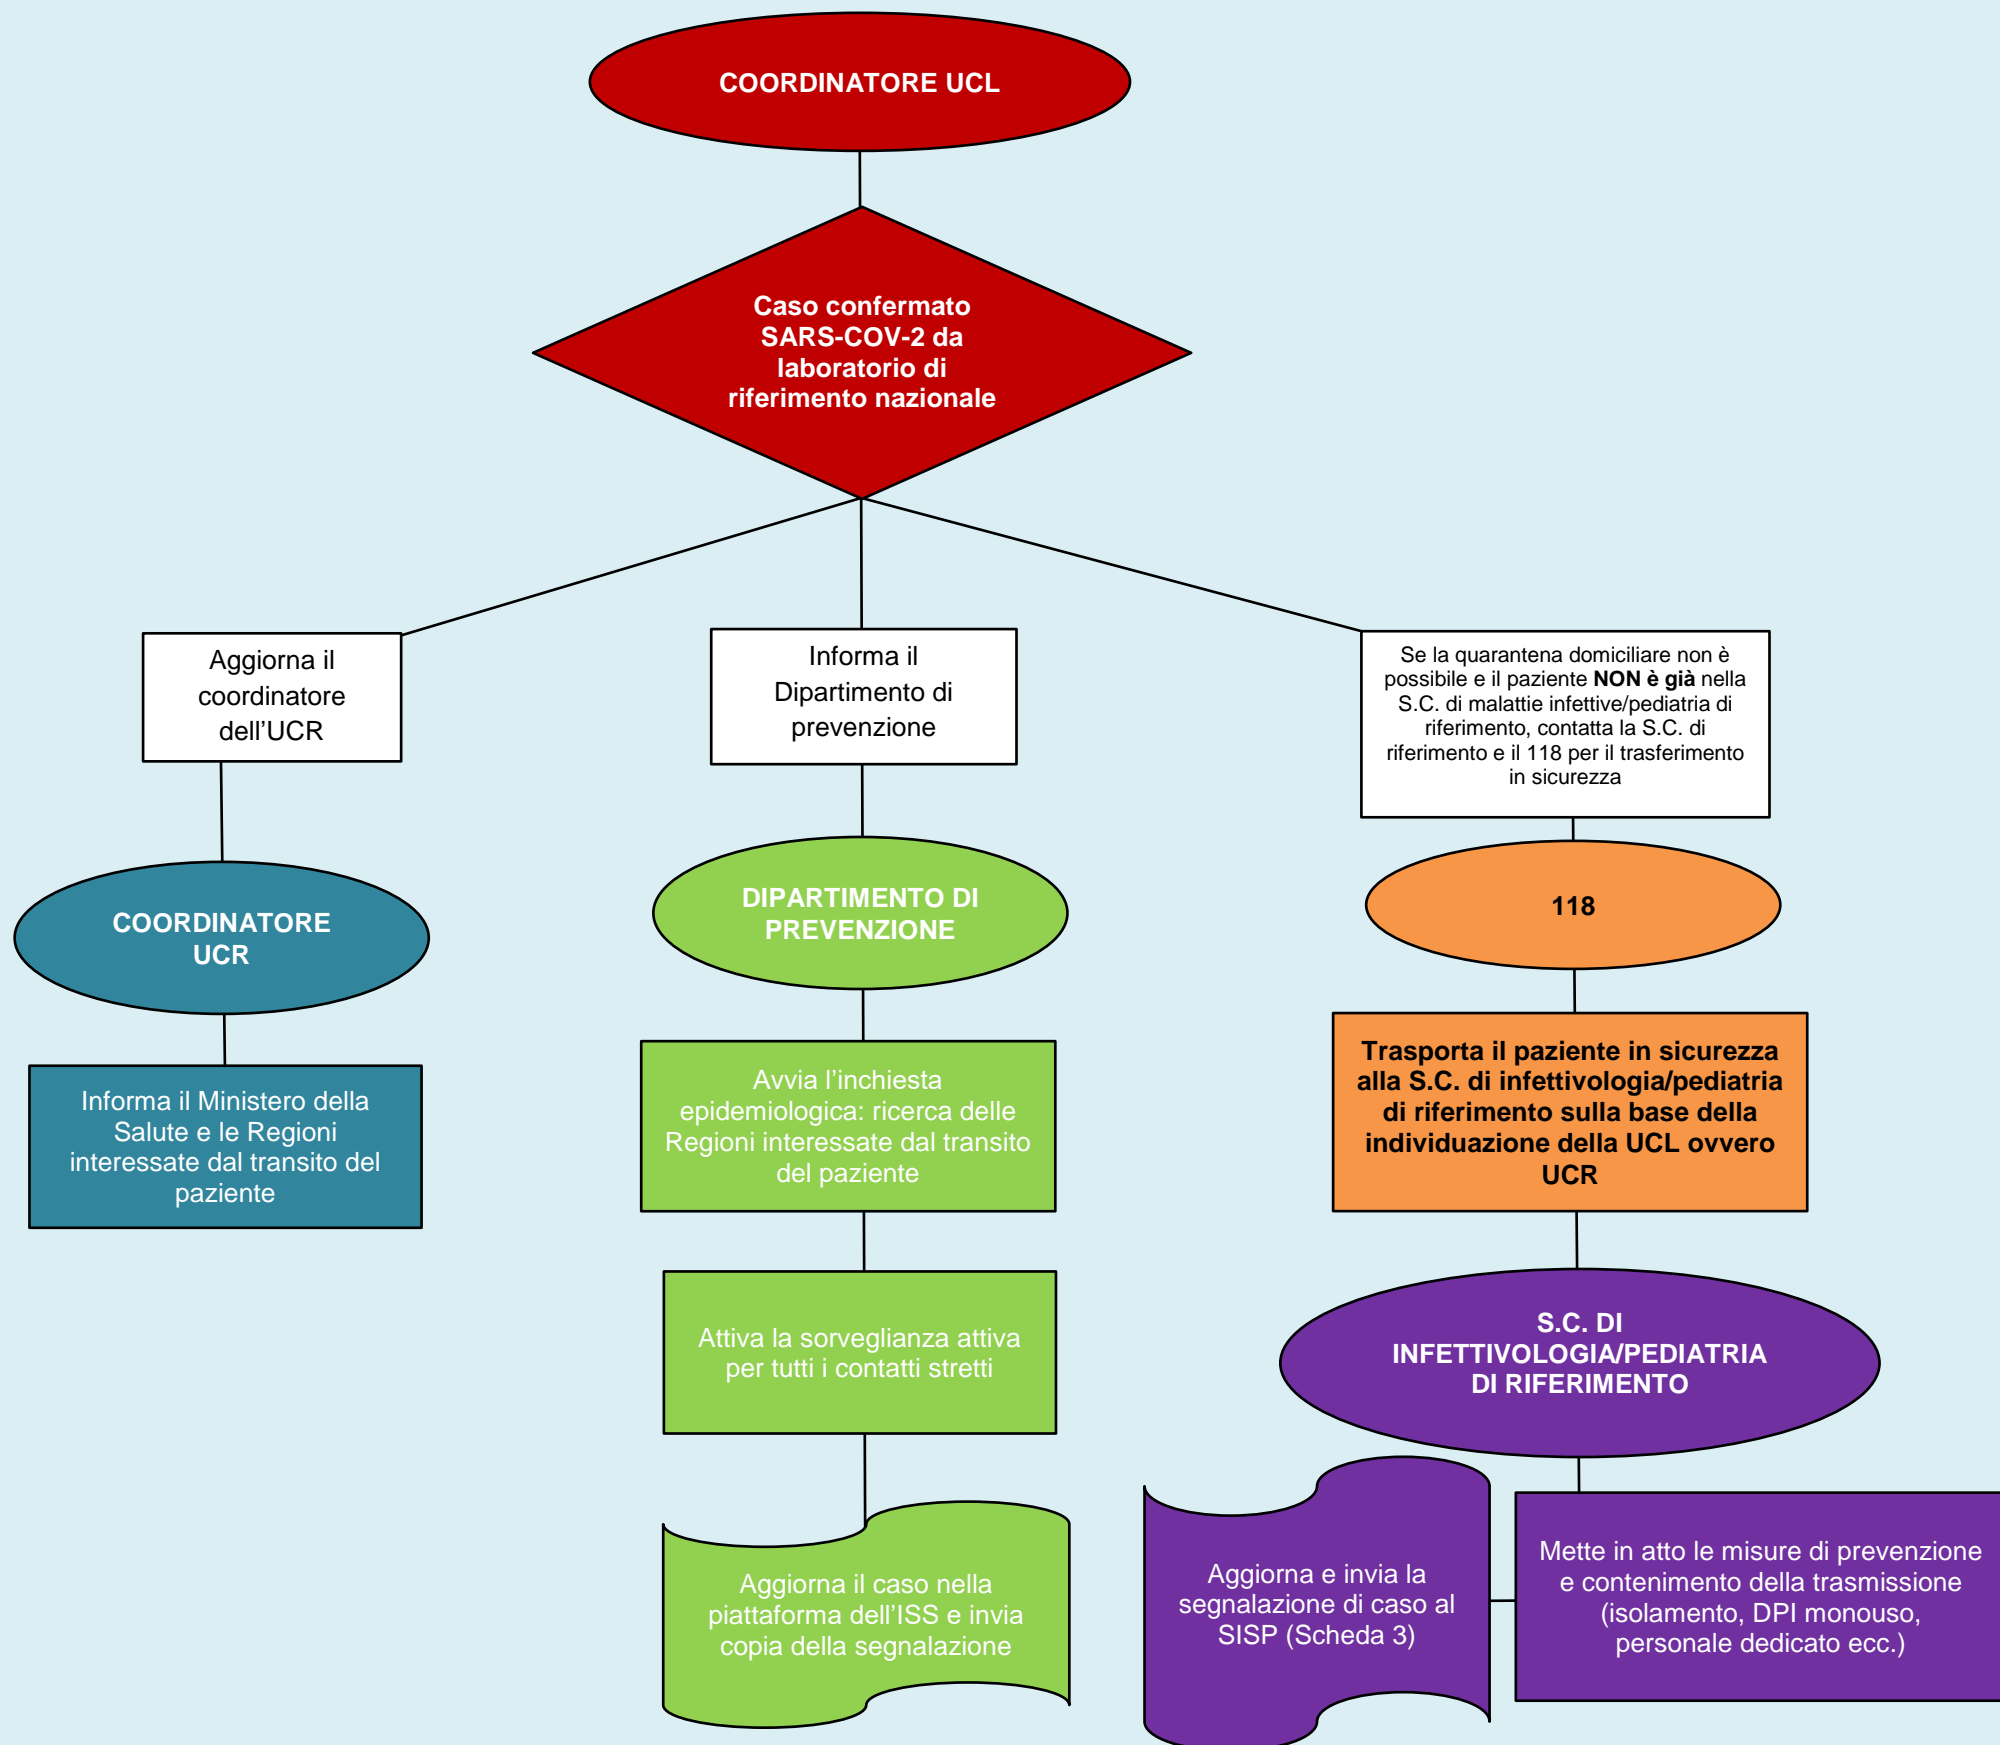 COORDINATORE UCL
Caso confermato
SARS-COV-2 da
laboratorio di
riferimento nazionale
Aggiorna il
coordinatore
dell’UCR
Informa il
Dipartimento di
prevenzione
Se la quarantena domiciliare non è
possibile e il paziente NON è già nella
S.C. di malattie infettive/pediatria di
riferimento, contatta la S.C. di
riferimento e il 118 per il trasferimento
in sicurezza
COORDINATORE
UCR
DIPARTIMENTO DI
PREVENZIONE
118
Informa il Ministero della
Salute e le Regioni
interessate dal transito del
paziente
Avvia l’inchiesta
epidemiologica: ricerca delle
Regioni interessate dal transito
del paziente
Trasporta il paziente in sicurezza
alla S.C. di infettivologia/pediatria
di riferimento sulla base della
individuazione della UCL ovvero
UCR
Attiva la sorveglianza attiva
per tutti i contatti stretti
S.C. DI
INFETTIVOLOGIA/PEDIATRIA
DI RIFERIMENTO
Aggiorna il caso nella
piattaforma dell’ISS e invia
copia della segnalazione
Aggiorna e invia la
segnalazione di caso al
SISP (Scheda 3)
Mette in atto le misure di prevenzione
e contenimento della trasmissione
(isolamento, DPI monouso,
personale dedicato ecc.)